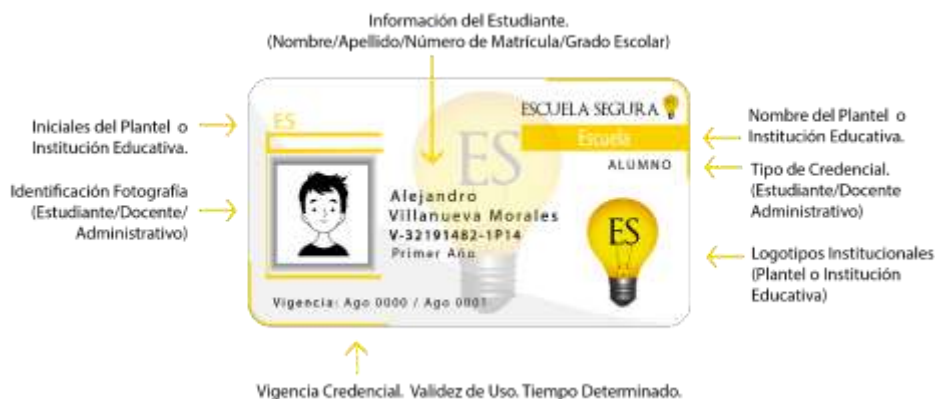 Información del Estudiante.
(Nombre/Apellido/Número de Matrícula/Grado Escolar)
Iniciales del Plantel o
Institución Educativa.
Identificación Fotografía
(Estudiante/Docente/
Administrativo)
ES
ES
Alejandro
Villanueva Morales
V-32191482-1P14
Primer Año
Vigencia: Ago 0000 / Ago 0001
ESCUELA SEGURA
Escuela
ALUMNO
ES
Nombre del Plantel o
Institución Educativa.
Tipo de Credencial.
(Estudiante/Docente
Administrativo)
Logotipos Institucionales
(Plantel o Institución
Educativa)
Vigencia Credencial. Validez de Uso. Tiempo Determinado.